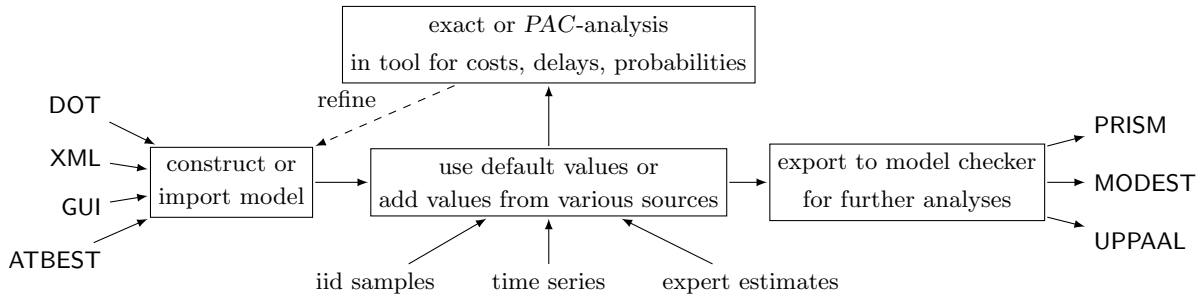 exact or PAC-analysis
in tool for costs, delays, probabilities
refine
DOT
XML
GUI
ATBEST
construct or
import model
use default values or
add values from various sources
export to model checker
for further analyses
PRISM
MODEST
UPPAAL
iid samples
time series
expert estimates